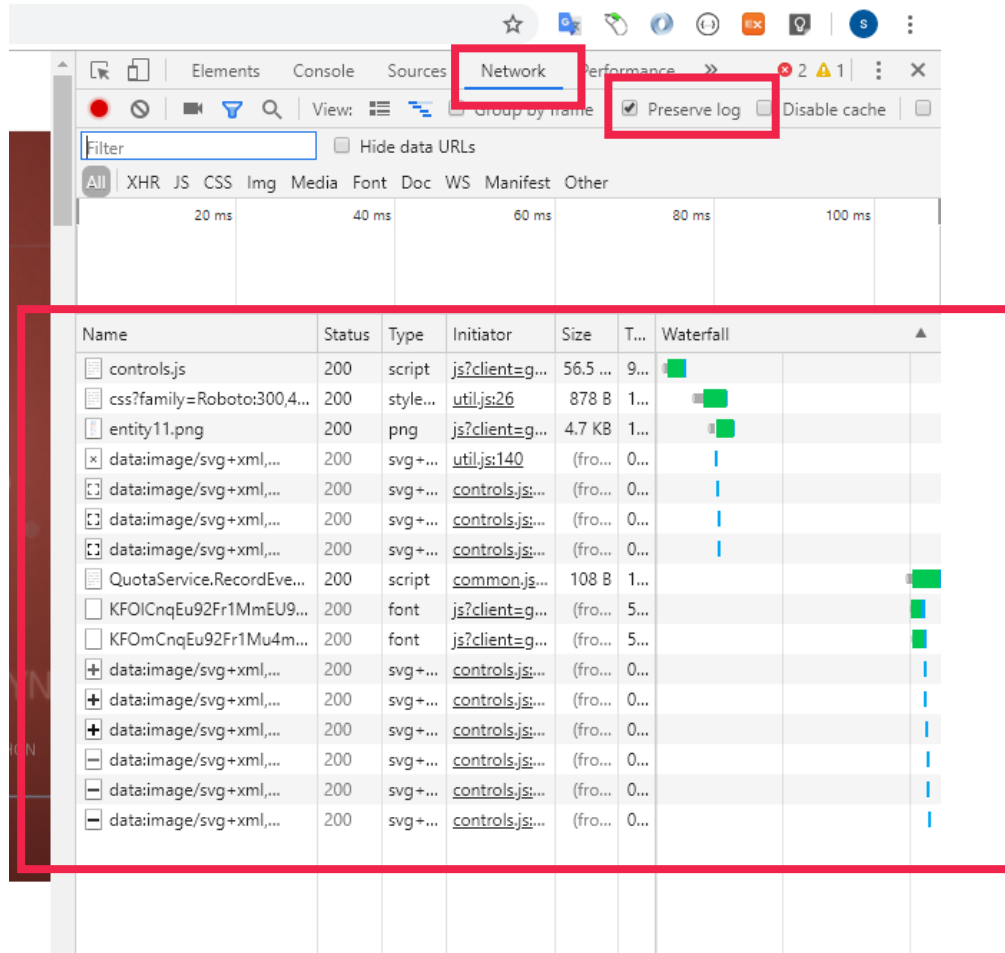 EX S
Elements Console Sources Network Performance » 2 1
View: Group by frame Preserve log Disable cache
Filter Hide data URLs
All XHR JS CSS Img Media Font Doc WS Manifest Other
20 ms 40 ms 60 ms 80 ms 100 ms
Name Status Type Initiator Size T... Waterfall
controls.js 200 script js?client=g... 56.5 ... 9...
css?family=Roboto:300,4... 200 style... util.js:26 878 B 1...
entity11.png 200 png js?client=g... 4.7 KB 1...
data:image/svg+xml,... 200 svg+... util.js:140 (fro... 0...
data:image/svg+xml,... 200 svg+... controls.js:... (fro... 0...
data:image/svg+xml,... 200 svg+... controls.js:... (fro... 0...
data:image/svg+xml,... 200 svg+... controls.js:... (fro... 0...
QuotaService.RecordEve... 200 script common.js... 108 B 1...
KFOlCnqEu92Fr1MmEU9... 200 font js?client=g... (fro... 5...
KFOmCnqEu92Fr1Mu4m... 200 font js?client=g... (fro... 5...
data:image/svg+xml,... 200 svg+... controls.js:... (fro... 0...
data:image/svg+xml,... 200 svg+... controls.js:... (fro... 0...
data:image/svg+xml,... 200 svg+... controls.js:... (fro... 0...
data:image/svg+xml,... 200 svg+... controls.js:... (fro... 0...
data:image/svg+xml,... 200 svg+... controls.js:... (fro... 0...
data:image/svg+xml,... 200 svg+... controls.js:... (fro... 0...